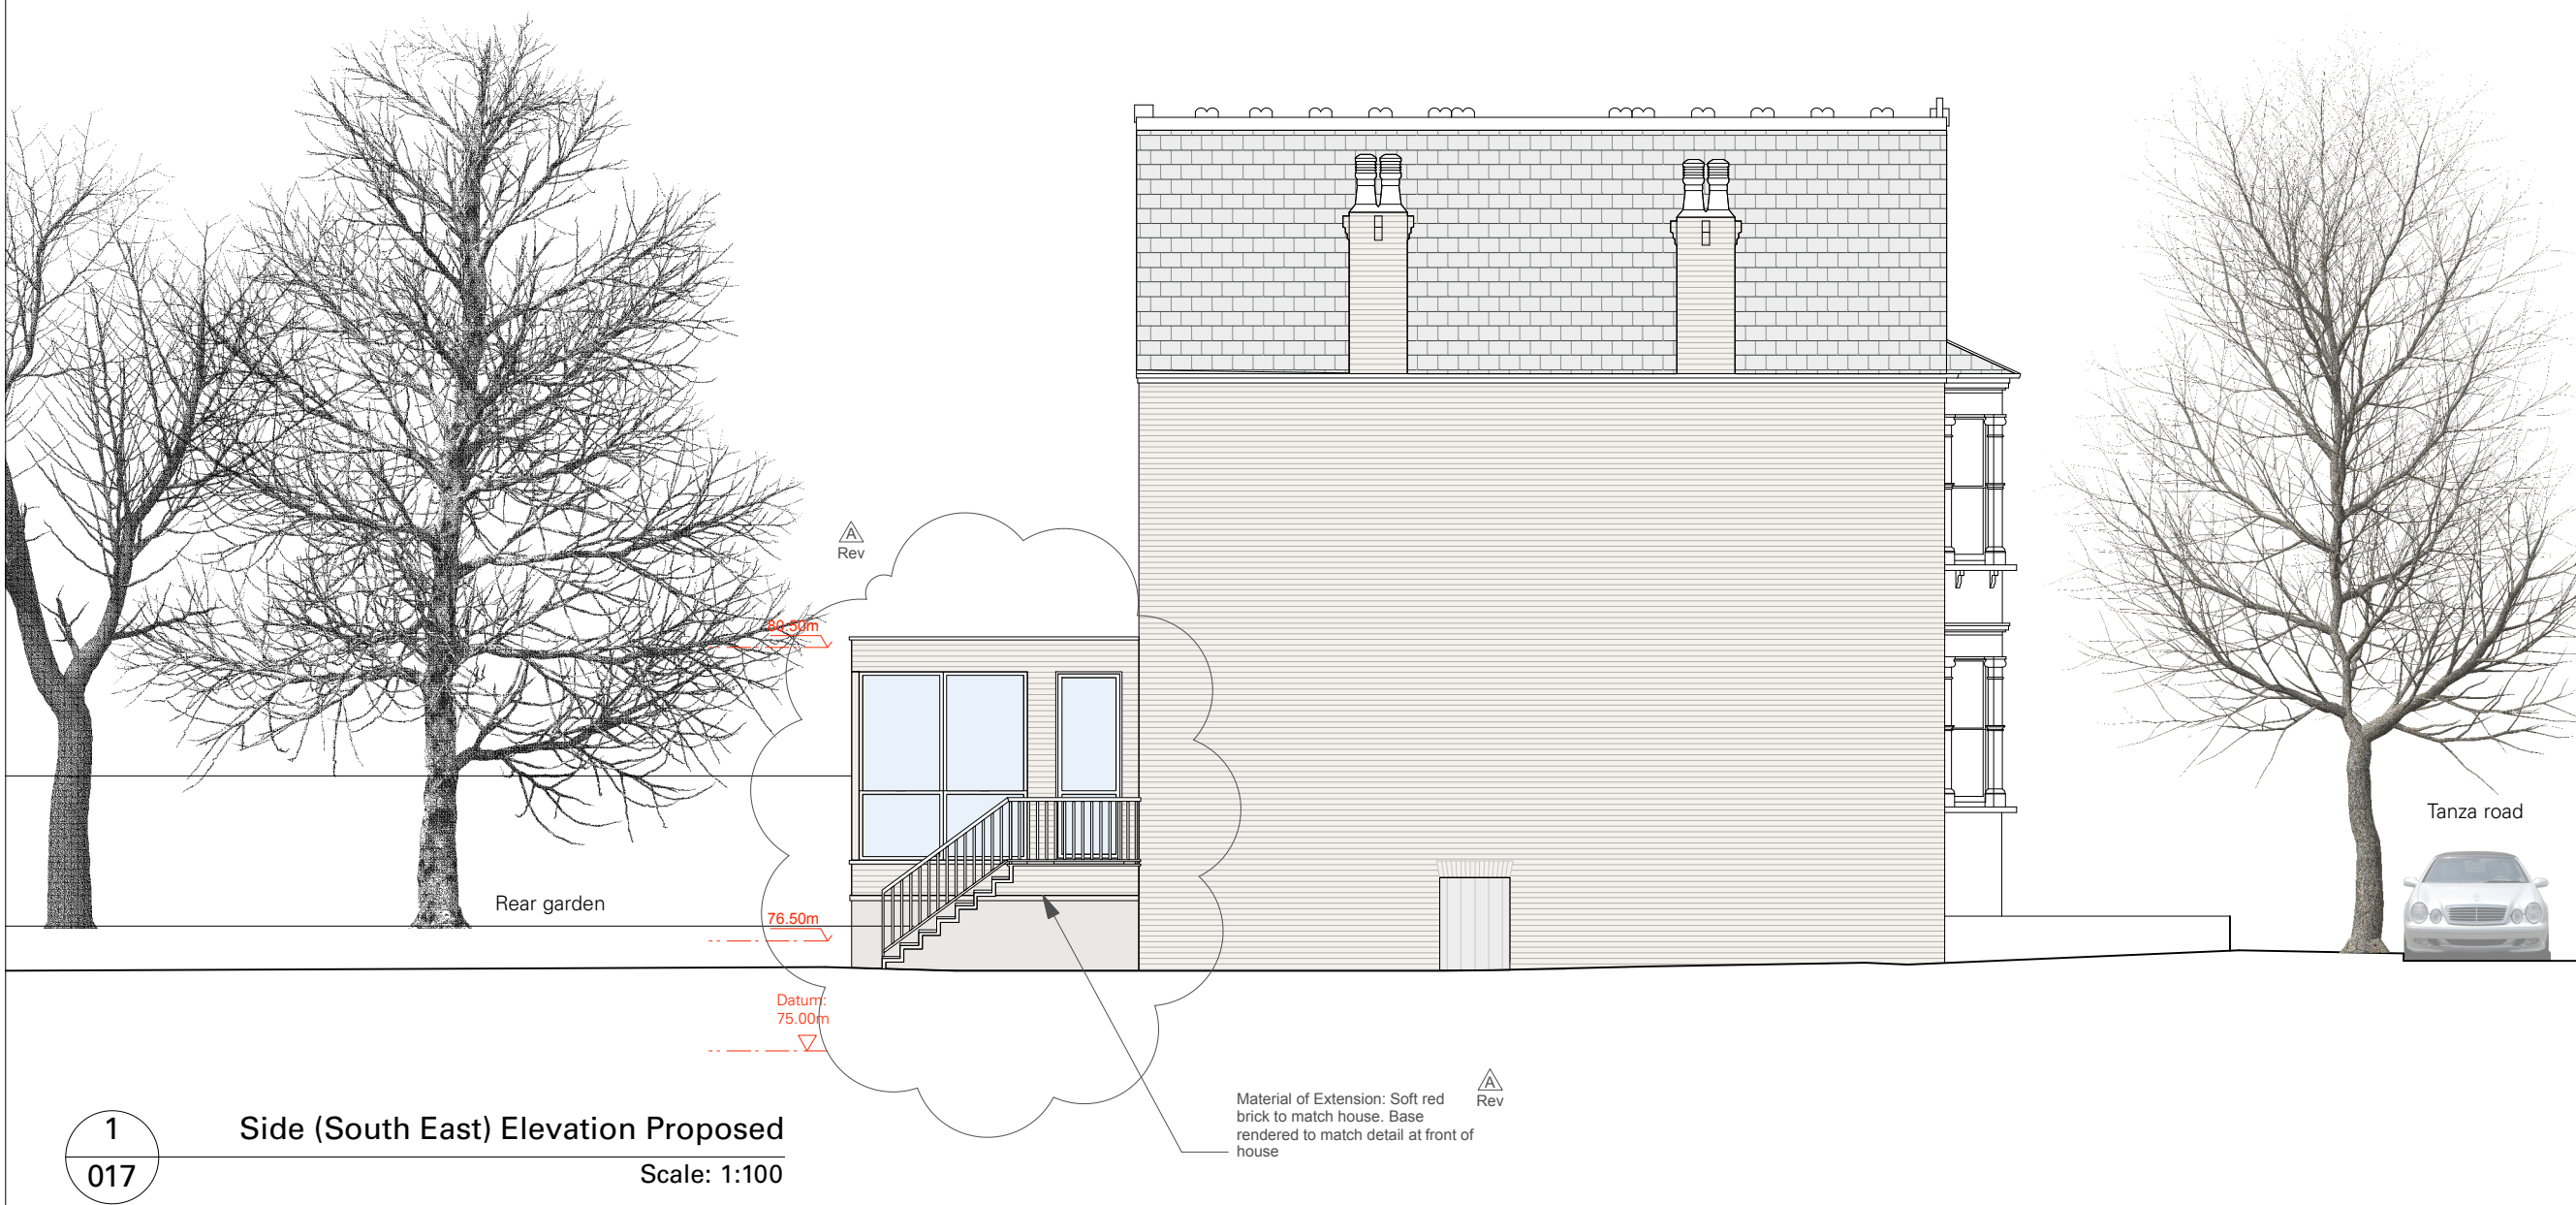 A
Rev
80.50m
Tanza road
Rear garden
76.50m
Datum:
75.00m
Material of Extension: Soft red
brick to match house. Base
rendered to match detail at front of
house
A
Rev
1
017
Side (South East) Elevation Proposed
Scale: 1:100